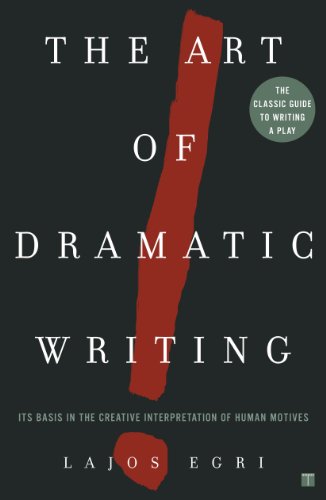 THE ART
THE
CLASSIC GUIDE
TO WRITING
A PLAY
OF
DRAMATIC
WRITING
ITS BASIS IN THE CREATIVE INTERPRETATION OF HUMAN MOTIVES
LAJOS EGRI
T